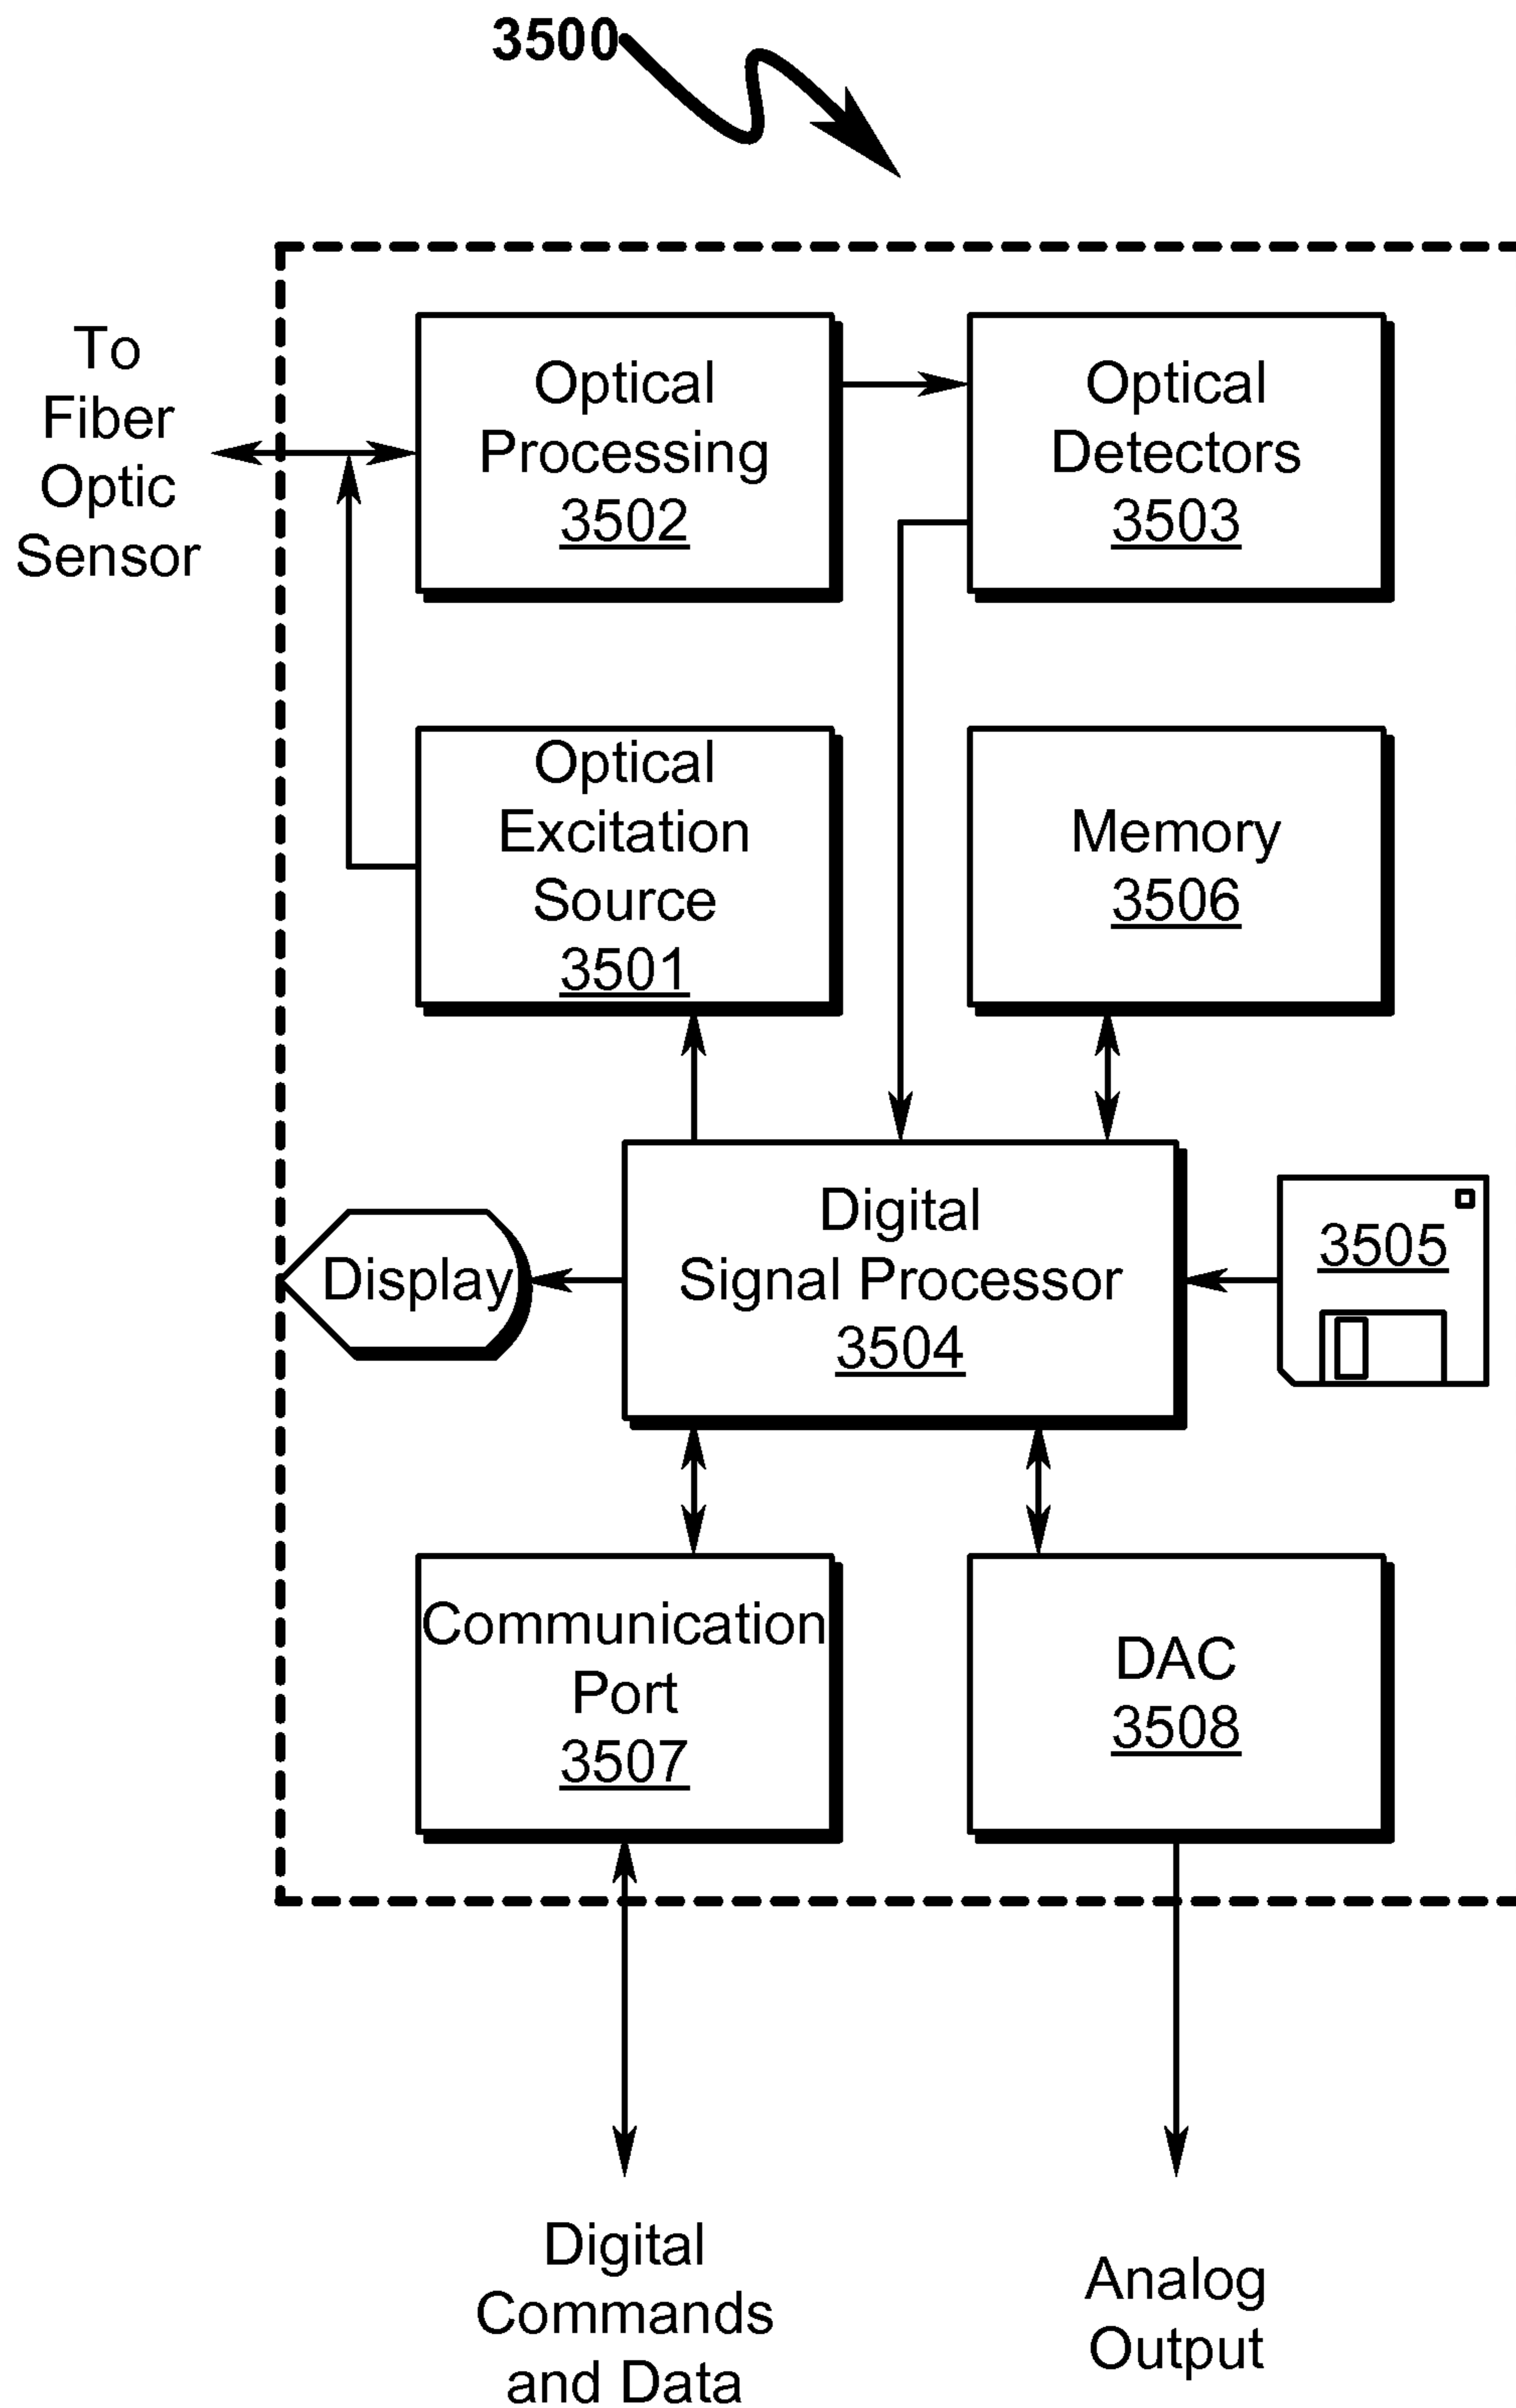 3500
To
Fiber
Optic
Sensor
Optical
Processing
3502
Optical
Detectors
3503
Optical
Excitation
Source
3501
Memory
3506
Display
Digital
Signal Processor
3504
3505
Communication
Port
3507
DAC
3508
Digital
Commands
and Data
Analog
Output